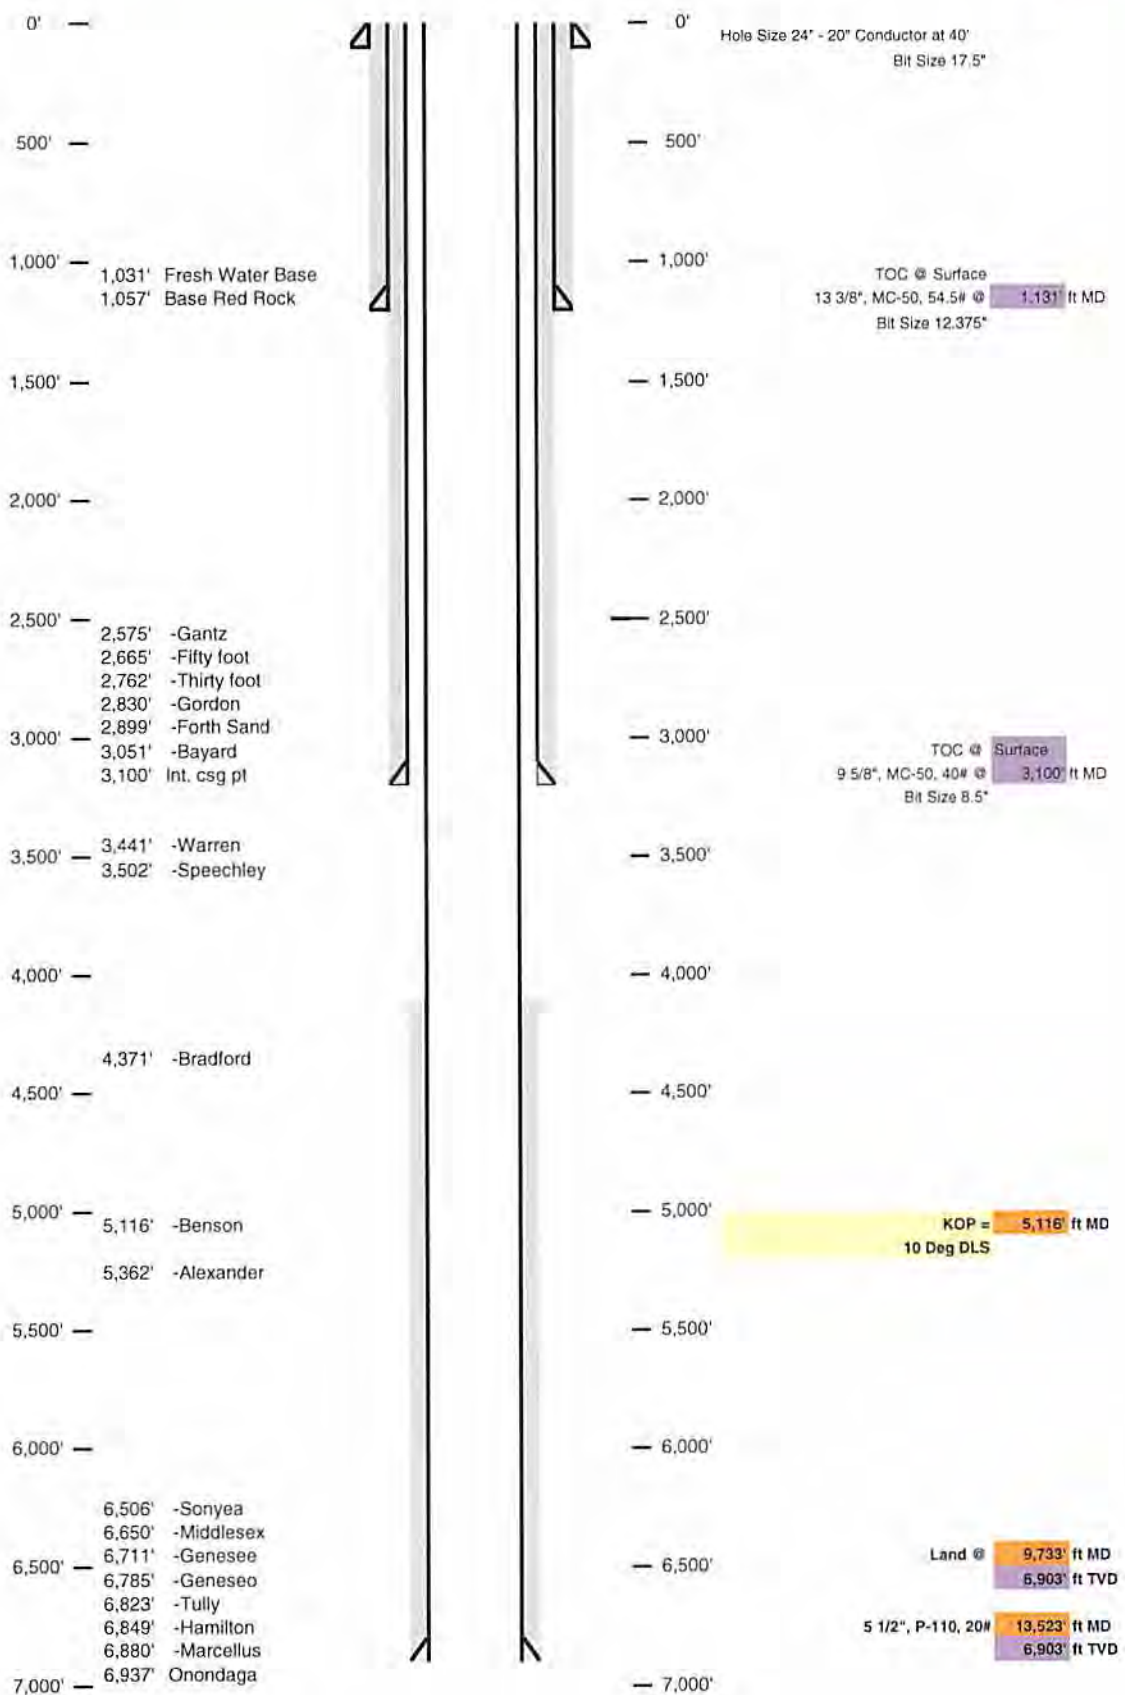 0'
0'
Hole Size 24" - 20" Conductor at 40'
Bit Size 17.5"
500'
500'
1,000'
1,000'
1,031' Fresh Water Base
TOC @ Surface
1,057' Base Red Rock
13 3/8", MC-50, 54.5# @ 1,131' ft MD
Bit Size 12.375"
1,500'
1,500'
2,000'
2,000'
2,500'
2,500'
2,575' -Gantz
2,665' -Fifty foot
2,762' -Thirty foot
2,830' -Gordon
2,899' -Forth Sand
3,000'
3,000'
3,051' -Bayard
TOC @ Surface
3,100' Int. csg pt
9 5/8", MC-50, 40# @ 3,100' ft MD
Bit Size 8.5"
3,441' -Warren
3,500'
3,500'
3,502' -Speechley
4,000'
4,000'
4,371' -Bradford
4,500'
4,500'
5,000'
5,000'
5,116' -Benson
KOP = 5,116' ft MD
10 Deg DLS
5,362' -Alexander
5,500'
5,500'
6,000'
6,000'
6,506' -Sonyea
6,650' -Middlesex
6,711' -Genesee
Land @ 9,733' ft MD
6,500'
6,500'
6,785' -Geneseo
6,903' ft TVD
6,823' -Tully
6,849' -Hamilton
5 1/2", P-110, 20# 13,523' ft MD
6,880' -Marcellus
6,903' ft TVD
6,937' Onondaga
7,000'
7,000'